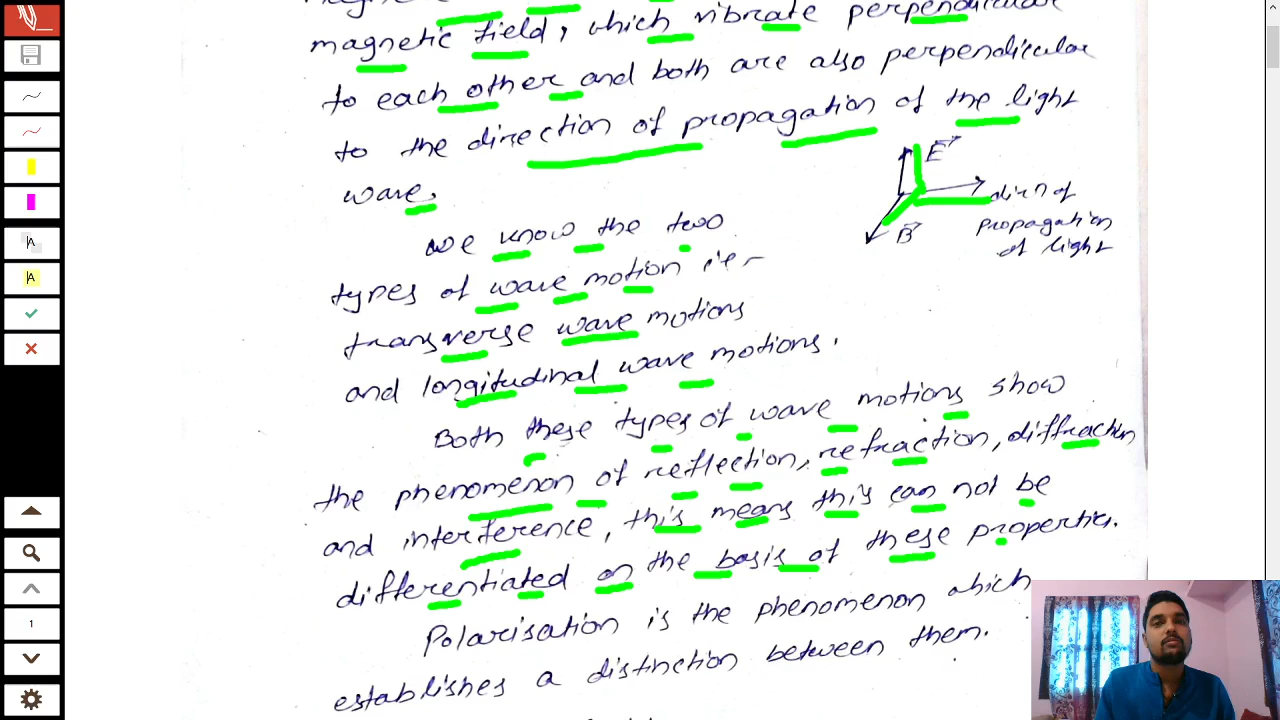 magnetic field, which vibrate perpendicular
to each other and both are also perpendicular
to the direction of propagation of the light
wave.
E
dirn of
propagation
of light
B
We know the two
types of wave motion i.e.
transverse wave motions
and longitudinal wave motions.
Both these types of wave motions show
the phenomenon of reflection, refraction, diffraction
and interference, this means this can not be
differentiated on the basis of these properties.
Polarisation is the phenomenon which
establishes a distinction between them.
A
A
1